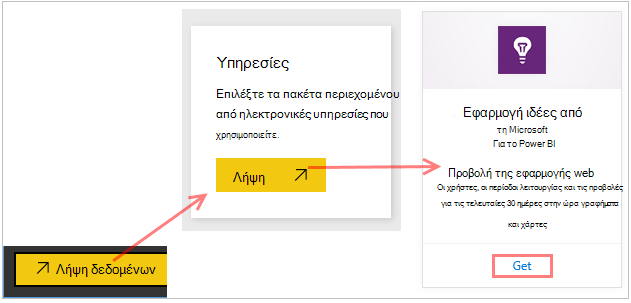 Υπηρεσίες
Επιλέξτε τα πακέτα περιεχομένου
από ηλεκτρονικές υπηρεσίες που
χρησιμοποιείτε.
Λήψη
Λήψη δεδομένων
Εφαρμογή ιδέες από
τη Microsoft
Για το Power BI
Προβολή της εφαρμογής web
Οι χρήστες, οι περίοδοι λειτουργίας και τις προβολές
για τις τελευταίες 30 ημέρες στην ώρα γραφήματα
και χάρτες
Get